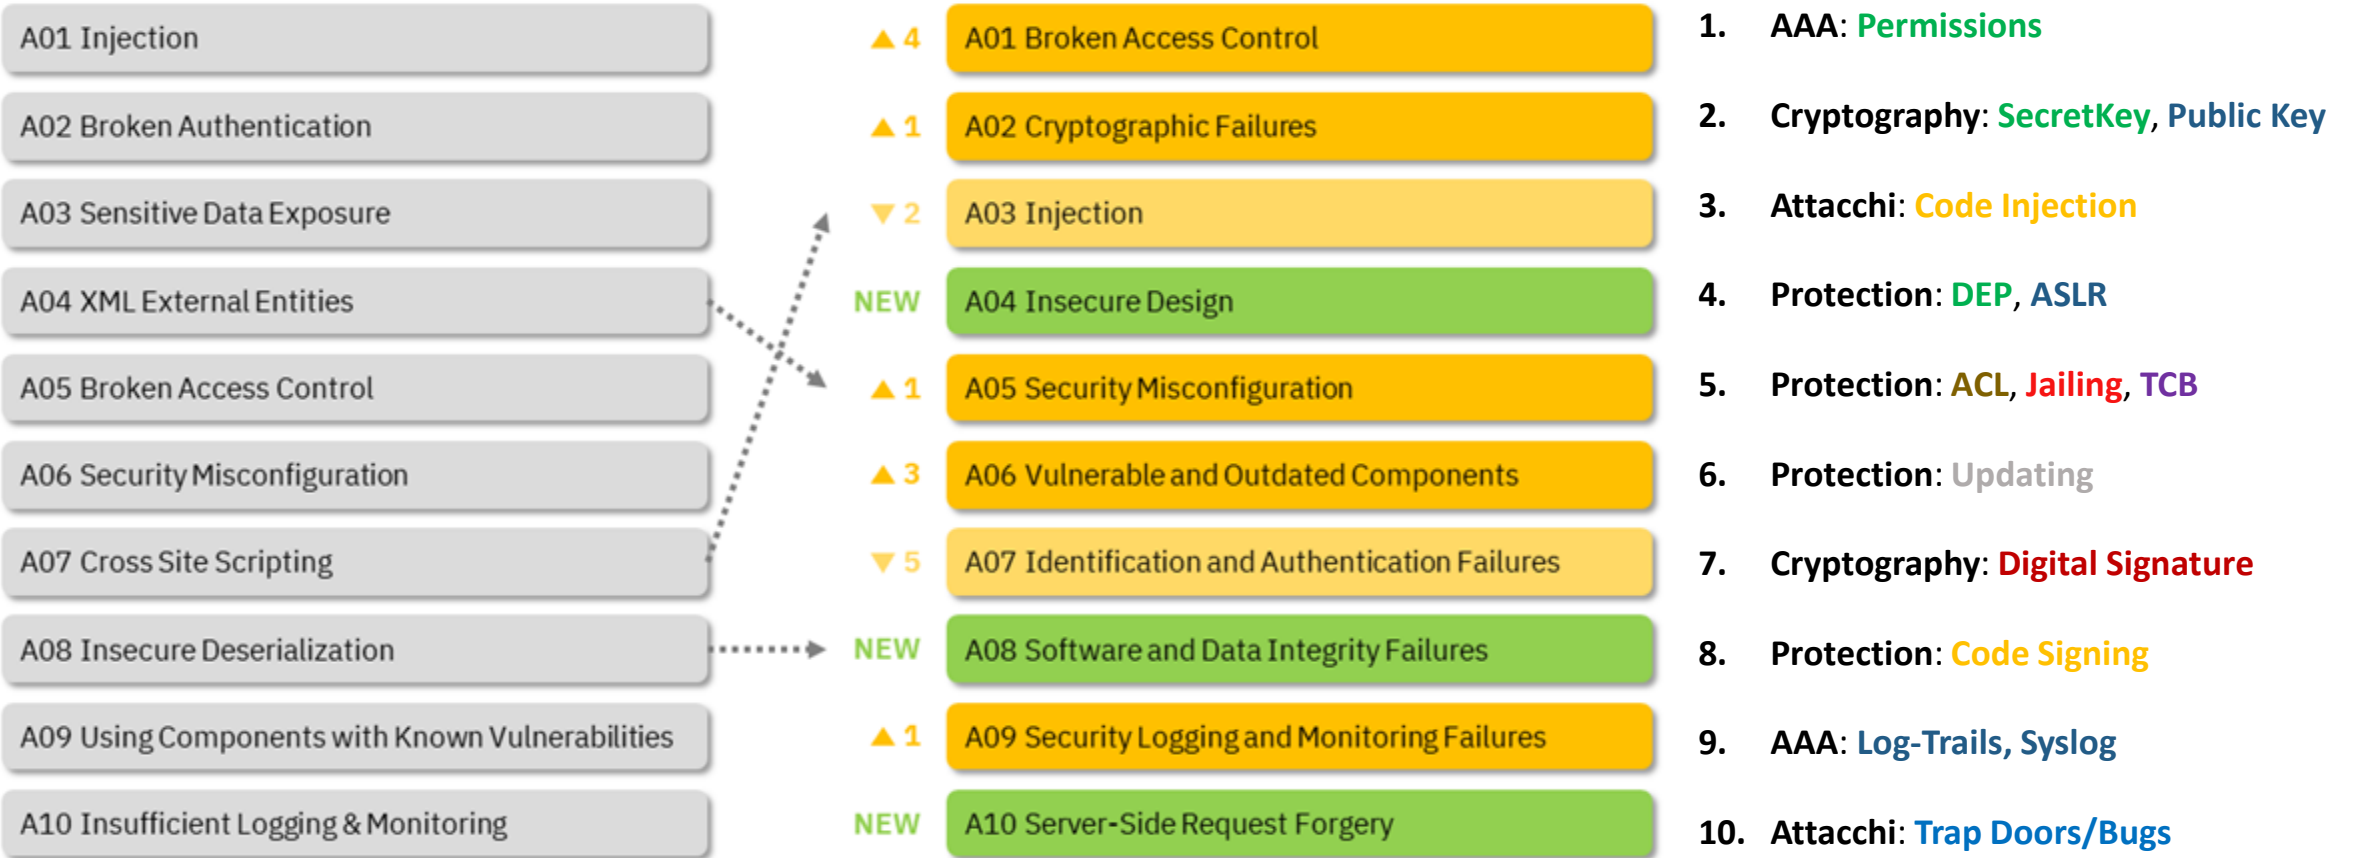 A01 Injection
A02 Broken Authentication
A03 Sensitive Data Exposure
A04 XML External Entities
A05 Broken Access Control
A06 Security Misconfiguration
A07 Cross Site Scripting
A08 Insecure Deserialization
A09 Using Components with Known Vulnerabilities
A10 Insufficient Logging & Monitoring
▲ 4 A01 Broken Access Control
▲ 1 A02 Cryptographic Failures
▼ 2 A03 Injection
NEW A04 Insecure Design
▲ 1 A05 Security Misconfiguration
▲ 3 A06 Vulnerable and Outdated Components
▼ 5 A07 Identification and Authentication Failures
NEW A08 Software and Data Integrity Failures
▲ 1 A09 Security Logging and Monitoring Failures
NEW A10 Server-Side Request Forgery
1. AAA: Permissions
2. Cryptography: SecretKey, Public Key
3. Attacchi: Code Injection
4. Protection: DEP, ASLR
5. Protection: ACL, Jailing, TCB
6. Protection: Updating
7. Cryptography: Digital Signature
8. Protection: Code Signing
9. AAA: Log-Trails, Syslog
10. Attacchi: Trap Doors/Bugs